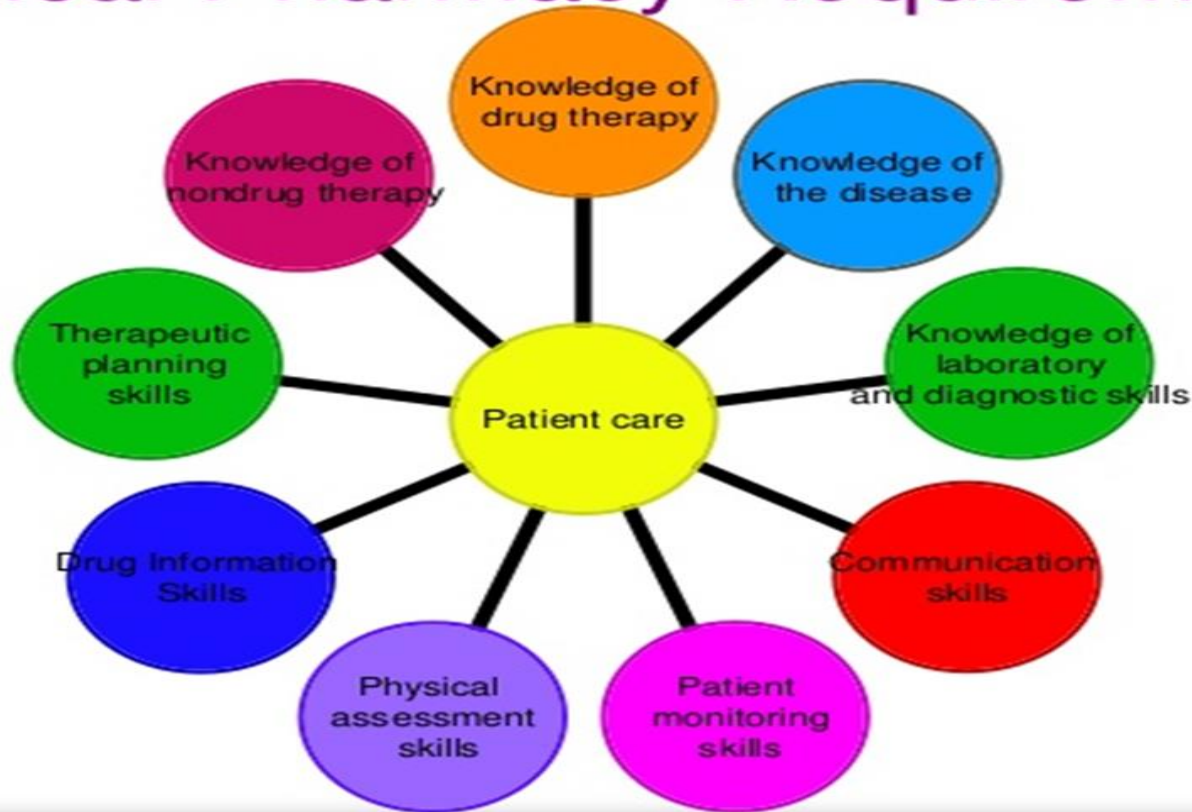 Pharmacy
Knowledge of
drug therapy
Knowledge of
the disease
Knowledge of
laboratory
and diagnostic skills
Communication
skills
Patient
monitoring
skills
Physical
assessment
skills
Drug Information
Skills
Therapeutic
planning
skills
Knowledge of
nondrug therapy
Patient care